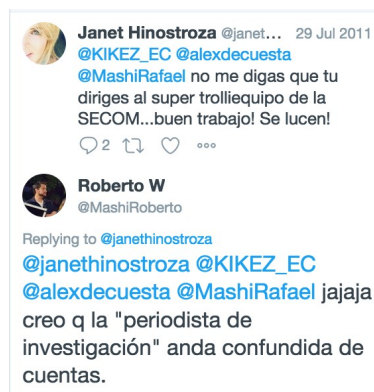 Janet Hinostroza @janet... 29 Jul 2011
@KIKEZ_EC @alexdecuesta
@MashiRafael no me digas que tu
diriges al super trolliequipo de la
SECOM...buen trabajo! Se lucen!
2
Roberto W
@MashiRoberto
Replying to @janethinostroza
@janethinostroza @KIKEZ_EC
@alexdecuesta @MashiRafael jajaja
creo q la "periodista de
investigación" anda confundida de
cuentas.